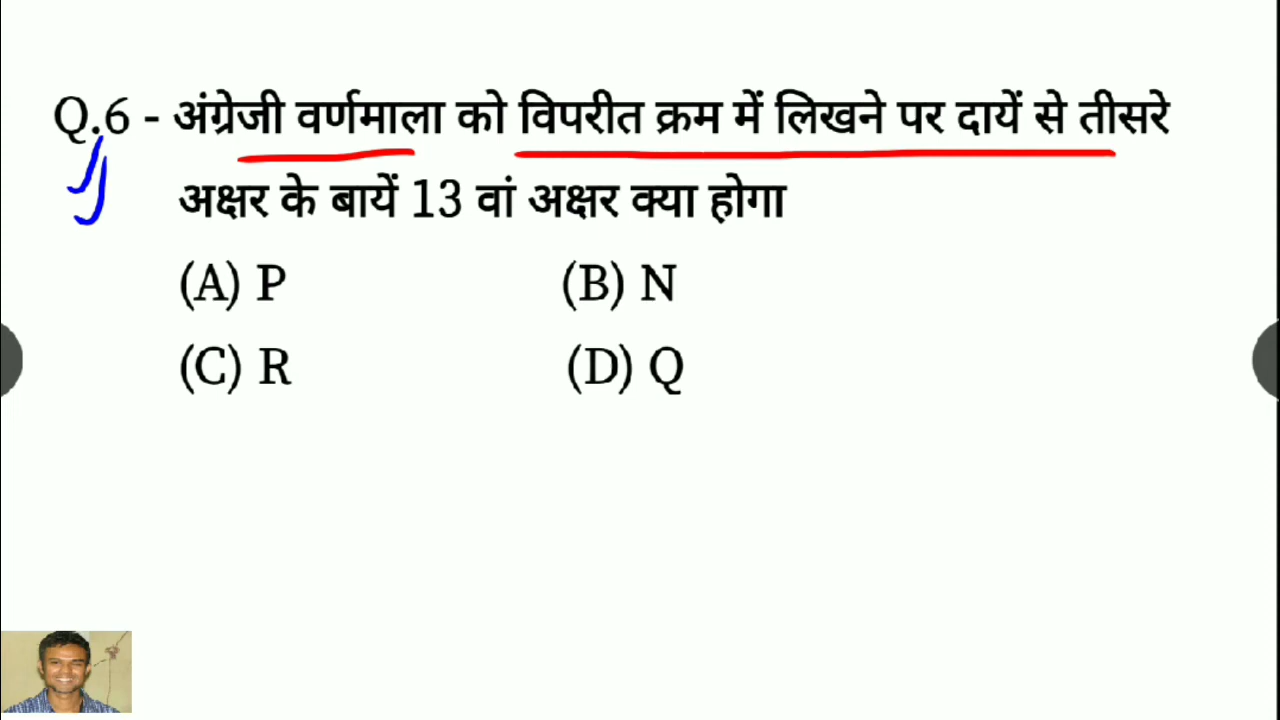 Q.6 - अंग्रेजी वर्णमाला को विपरीत क्रम में लिखने पर दायें से तीसरे
अक्षर के बायें 13 वां अक्षर क्या होगा
(A) P (B) N
(C) R (D) Q